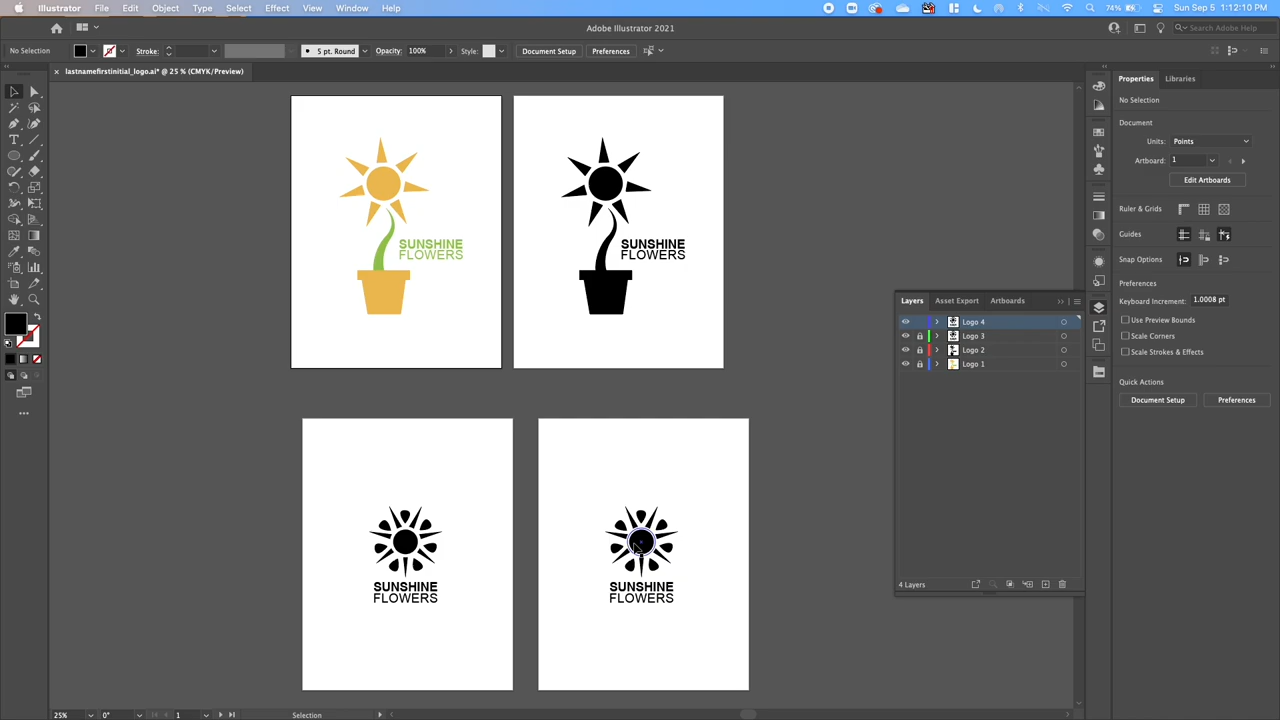 Illustrator File Edit Object Type Select Effect View Window Help
74% Sun Sep 5 1:12:10 PM
Adobe Illustrator 2021
Search Adobe Help
No Selection
Stroke:
5 pt. Round
Opacity: 100%
Style:
Document Setup
Preferences
× lastnamefirstinitial_logo.ai* @ 25 % (CMYK/Preview)
Properties Libraries
No Selection
Document
Units: Points
Artboard: 1
Edit Artboards
Ruler & Grids
Guides
Snap Options
Preferences
Keyboard Increment: 1.0008 pt
Use Preview Bounds
Scale Corners
Scale Strokes & Effects
Quick Actions
Document Setup Preferences
SUNSHINE
FLOWERS
SUNSHINE
FLOWERS
Layers Asset Export Artboards
Logo 4
Logo 3
Logo 2
Logo 1
4 Layers
SUNSHINE
FLOWERS
SUNSHINE
FLOWERS
25% 0° 1 Selection